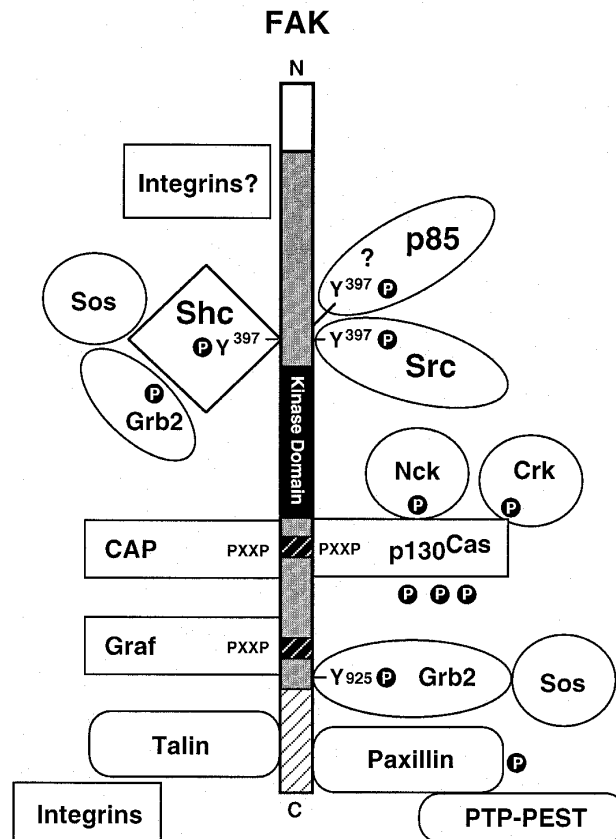 FAK
N
Integrins?
p85
?
Y397 P
Sos
Shc
P Y 397
Y397 P
Src
P
Grb2
Kinase Domain
Nck
P
Crk
P
CAP PXXP
PXXP p130Cas
P P P
Graf PXXP
Y925 P Grb2
Sos
Talin
Paxillin
P
C
Integrins
PTP-PEST